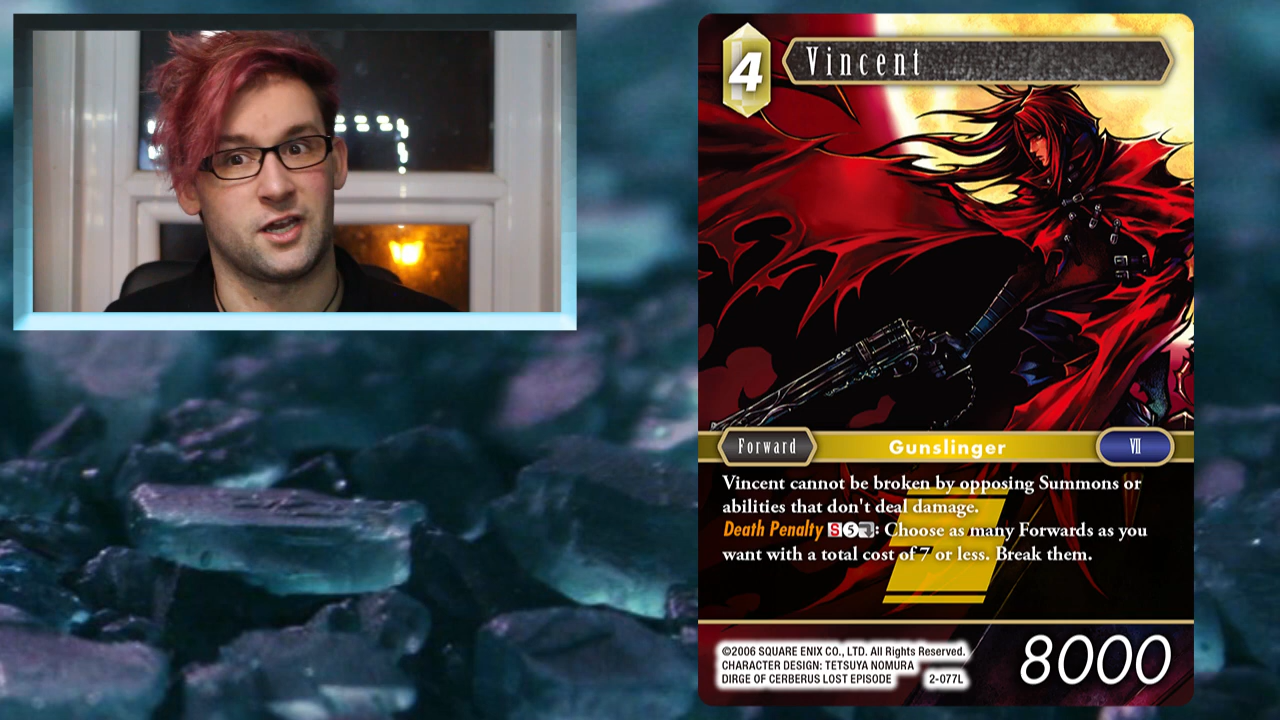 4
Vincent
Forward
Gunslinger
VII
Vincent cannot be broken by opposing Summons or
abilities that don't deal damage.
Death Penalty S5: Choose as many Forwards as you
want with a total cost of 7 or less. Break them.
©2006 SQUARE ENIX CO., LTD. All Rights Reserved.
CHARACTER DESIGN: TETSUYA NOMURA
DIRGE OF CERBERUS LOST EPISODE
2-077L
8000